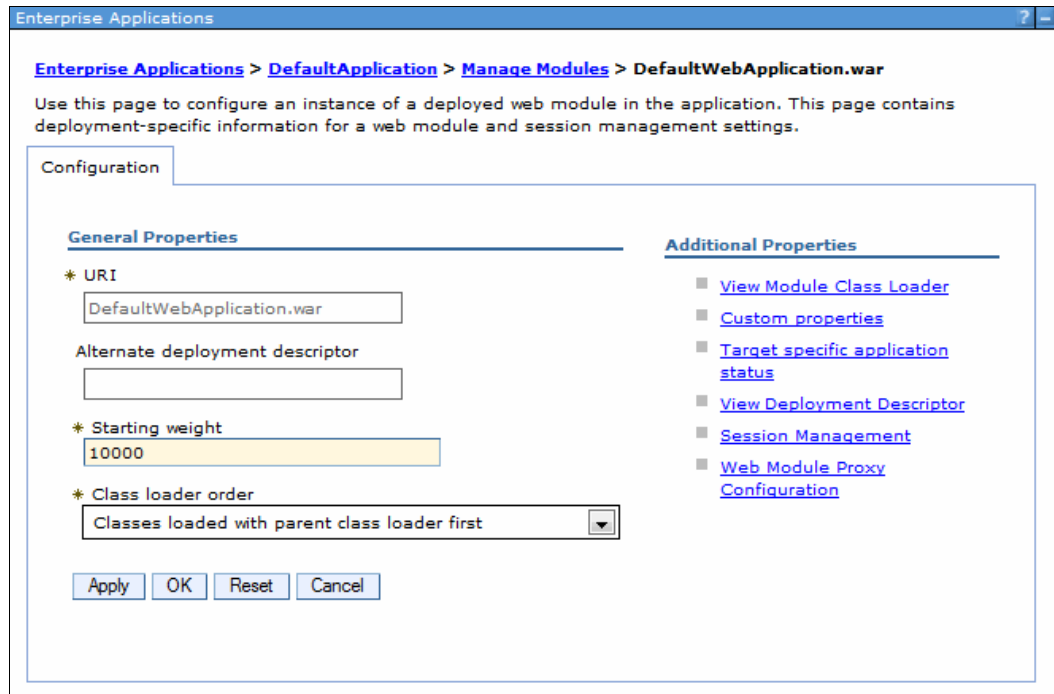 Enterprise Applications ? –
Enterprise Applications > DefaultApplication > Manage Modules > DefaultWebApplication.war
Use this page to configure an instance of a deployed web module in the application. This page contains
deployment-specific information for a web module and session management settings.
Configuration
General Properties
* URI
DefaultWebApplication.war
Alternate deployment descriptor
* Starting weight
10000
* Class loader order
Classes loaded with parent class loader first
Apply OK Reset Cancel
Additional Properties
View Module Class Loader
Custom properties
Target specific application
status
View Deployment Descriptor
Session Management
Web Module Proxy
Configuration